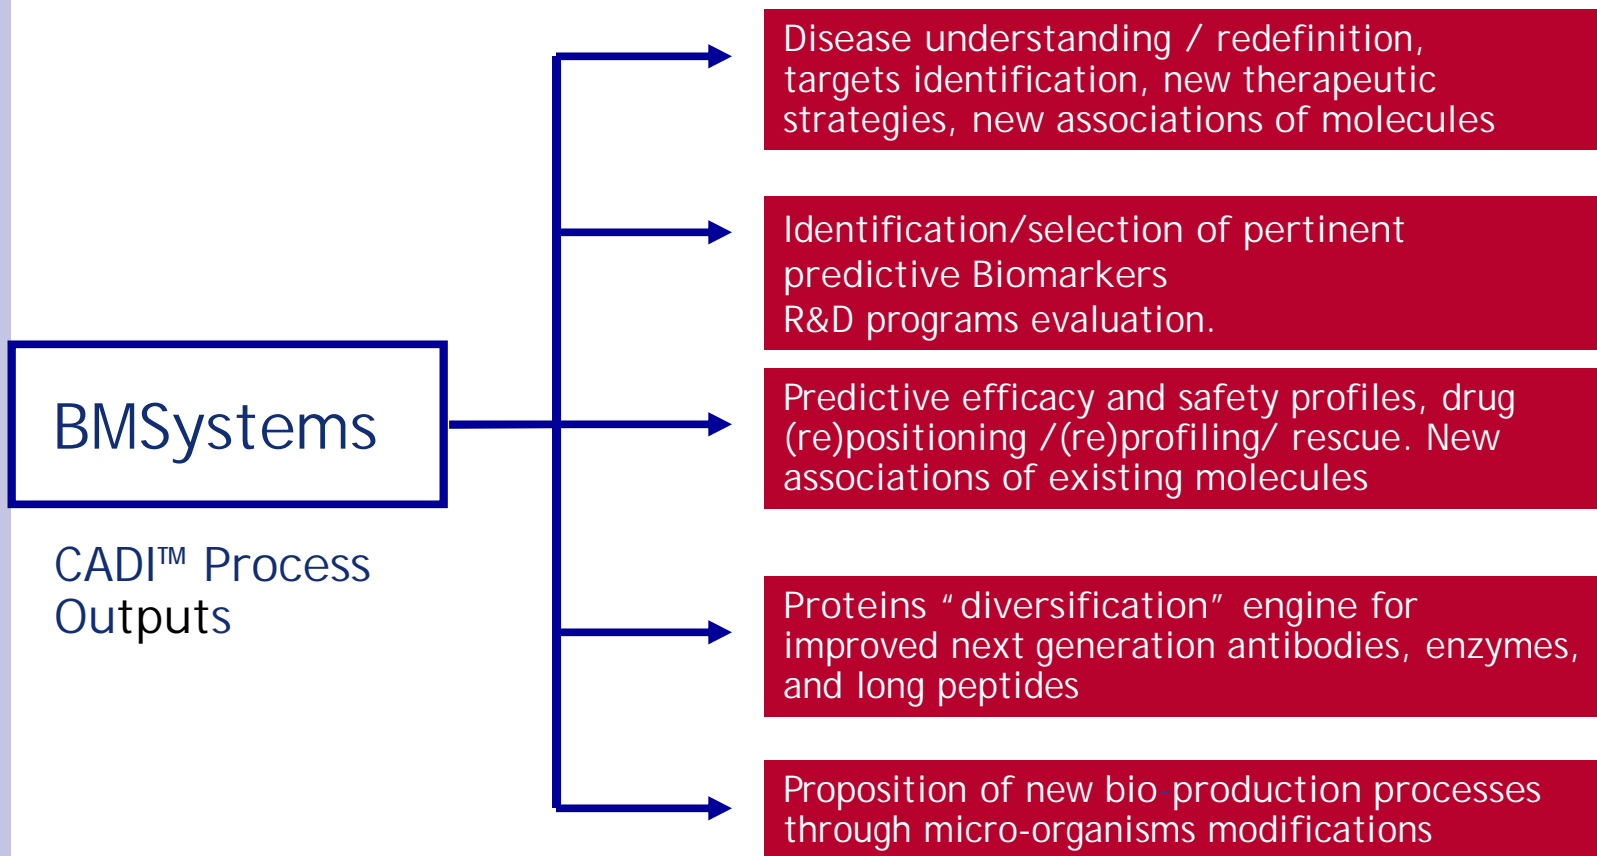 Disease understanding / redefinition,
targets identification, new therapeutic
strategies, new associations of molecules
Identification/selection of pertinent
predictive Biomarkers
R&D programs evaluation.
BMSystems
CADI™ Process
Outputs
Predictive efficacy and safety profiles, drug
(re)positioning /(re)profiling/ rescue. New
associations of existing molecules
Proteins “diversification” engine for
improved next generation antibodies, enzymes,
and long peptides
Proposition of new bio-production processes
through micro-organisms modifications